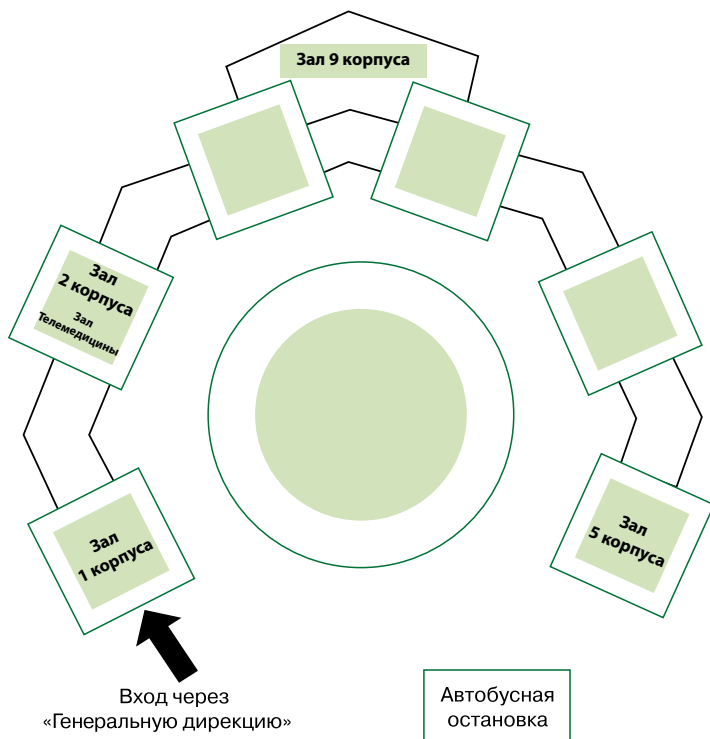 Зал 9 корпуса
Зал
2 корпуса
Зал
Телемедицины
Зал
1 корпуса
Зал
5 корпуса
Вход через
«Генеральную дирекцию»
Автобусная
остановка